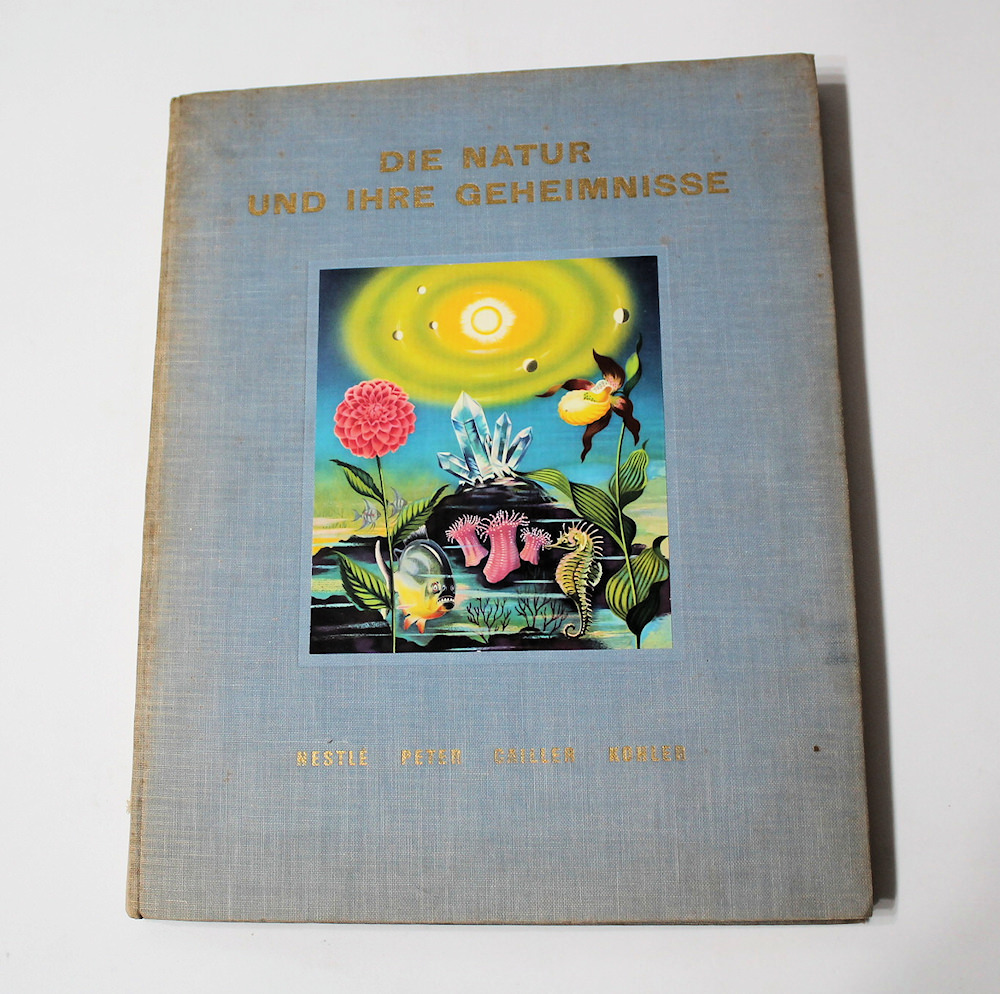 DIE NATUR
UND IHRE GEHEIMNISSE
NESTLÉ PETER CAILLER KOHLER